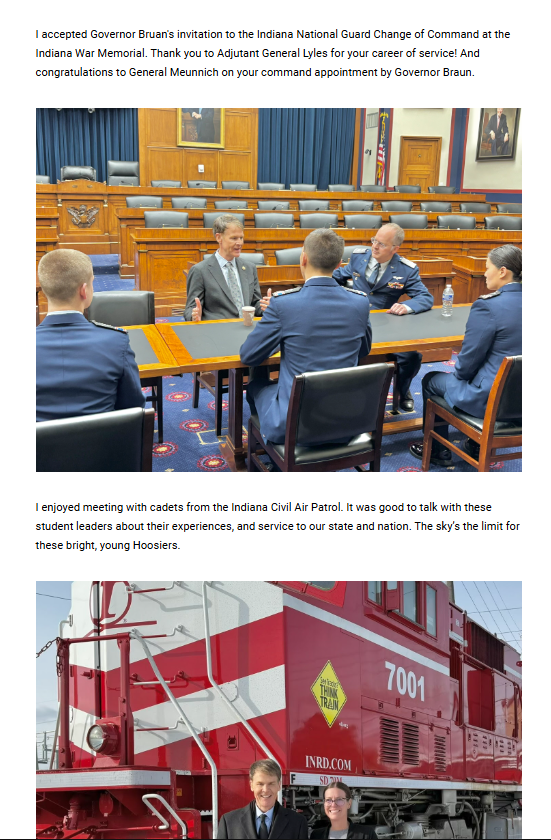 I accepted Governor Bruan's invitation to the Indiana National Guard Change of Command at the
Indiana War Memorial. Thank you to Adjutant General Lyles for your career of service! And
congratulations to General Meunnich on your command appointment by Governor Braun.
I enjoyed meeting with cadets from the Indiana Civil Air Patrol. It was good to talk with these
student leaders about their experiences, and service to our state and nation. The sky's the limit for
these bright, young Hoosiers.
THINK
TRAIN
7001
INRD.COM
F